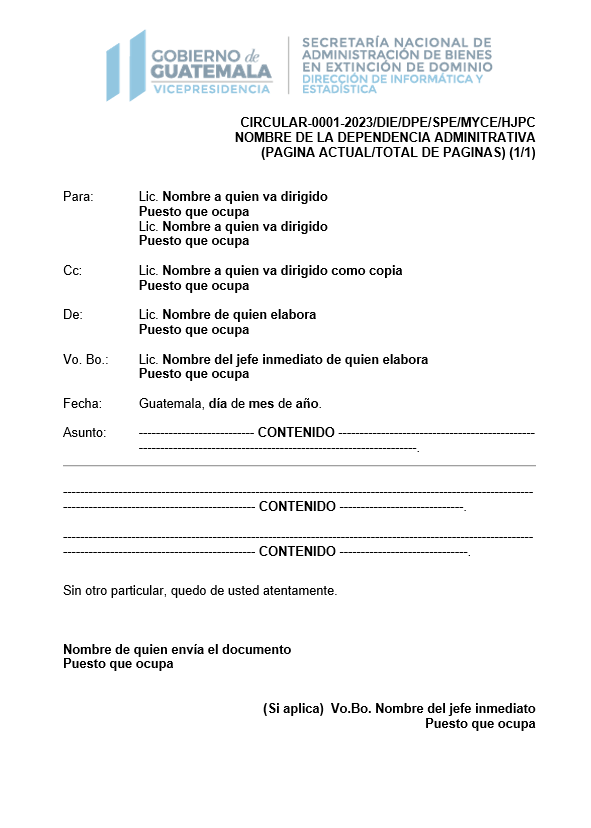 GOBIERNO de
GUATEMALA
VICEPRESIDENCIA
SECRETARÍA NACIONAL DE
ADMINISTRACIÓN DE BIENES
EN EXTINCIÓN DE DOMINIO
DIRECCIÓN DE INFORMÁTICA Y
ESTADÍSTICA
CIRCULAR-0001-2023/DIE/DPE/SPE/MYCE/HJPC
NOMBRE DE LA DEPENDENCIA ADMINITRATIVA
(PAGINA ACTUAL/TOTAL DE PAGINAS) (1/1)
Para: Lic. Nombre a quien va dirigido
Puesto que ocupa
Lic. Nombre a quien va dirigido
Puesto que ocupa
Cc: Lic. Nombre a quien va dirigido como copia
Puesto que ocupa
De: Lic. Nombre de quien elabora
Puesto que ocupa
Vo. Bo.: Lic. Nombre del jefe inmediato de quien elabora
Puesto que ocupa
Fecha: Guatemala, día de mes de año.
Asunto: --------------------------- CONTENIDO ----------------------------------------------
-----------------------------------------------------------------.
--------------------------------------------------------------------------------------------------------------
--------------------------------------------- CONTENIDO -----------------------------.
--------------------------------------------------------------------------------------------------------------
--------------------------------------------- CONTENIDO ------------------------------.
Sin otro particular, quedo de usted atentamente.
Nombre de quien envía el documento
Puesto que ocupa
(Si aplica) Vo.Bo. Nombre del jefe inmediato
Puesto que ocupa